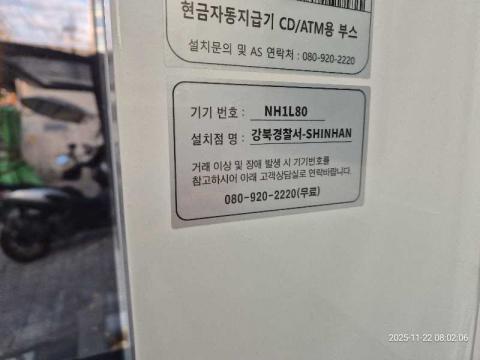 현금자동지급기 CD/ATM용 부스
설치문의 및 AS 연락처 : 080-920-2220
기기 번호 : NH1L80
설치점 명 : 강북경찰서-SHINHAN
거래 이상 및 장애 발생 시 기기번호를
참고하시어 아래 고객상담실로 연락바랍니다.
080-920-2220(무료)
2025-11-22 08:02:06